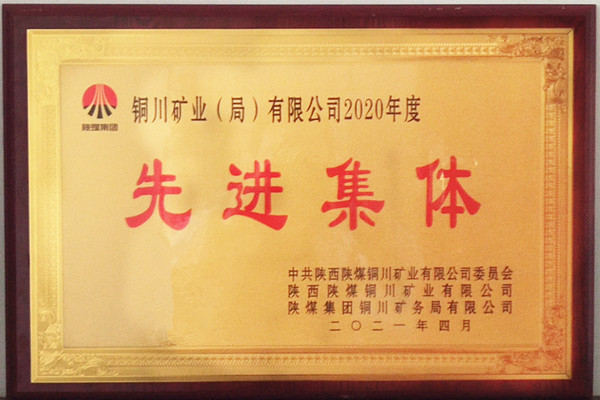 陕煤集团
铜川矿业（局）有限公司2020年度
先进集体
中共陕西陕煤铜川矿业有限公司委员会
陕西陕煤铜川矿业有限公司
陕煤集团铜川矿务局有限公司
二〇二一年四月